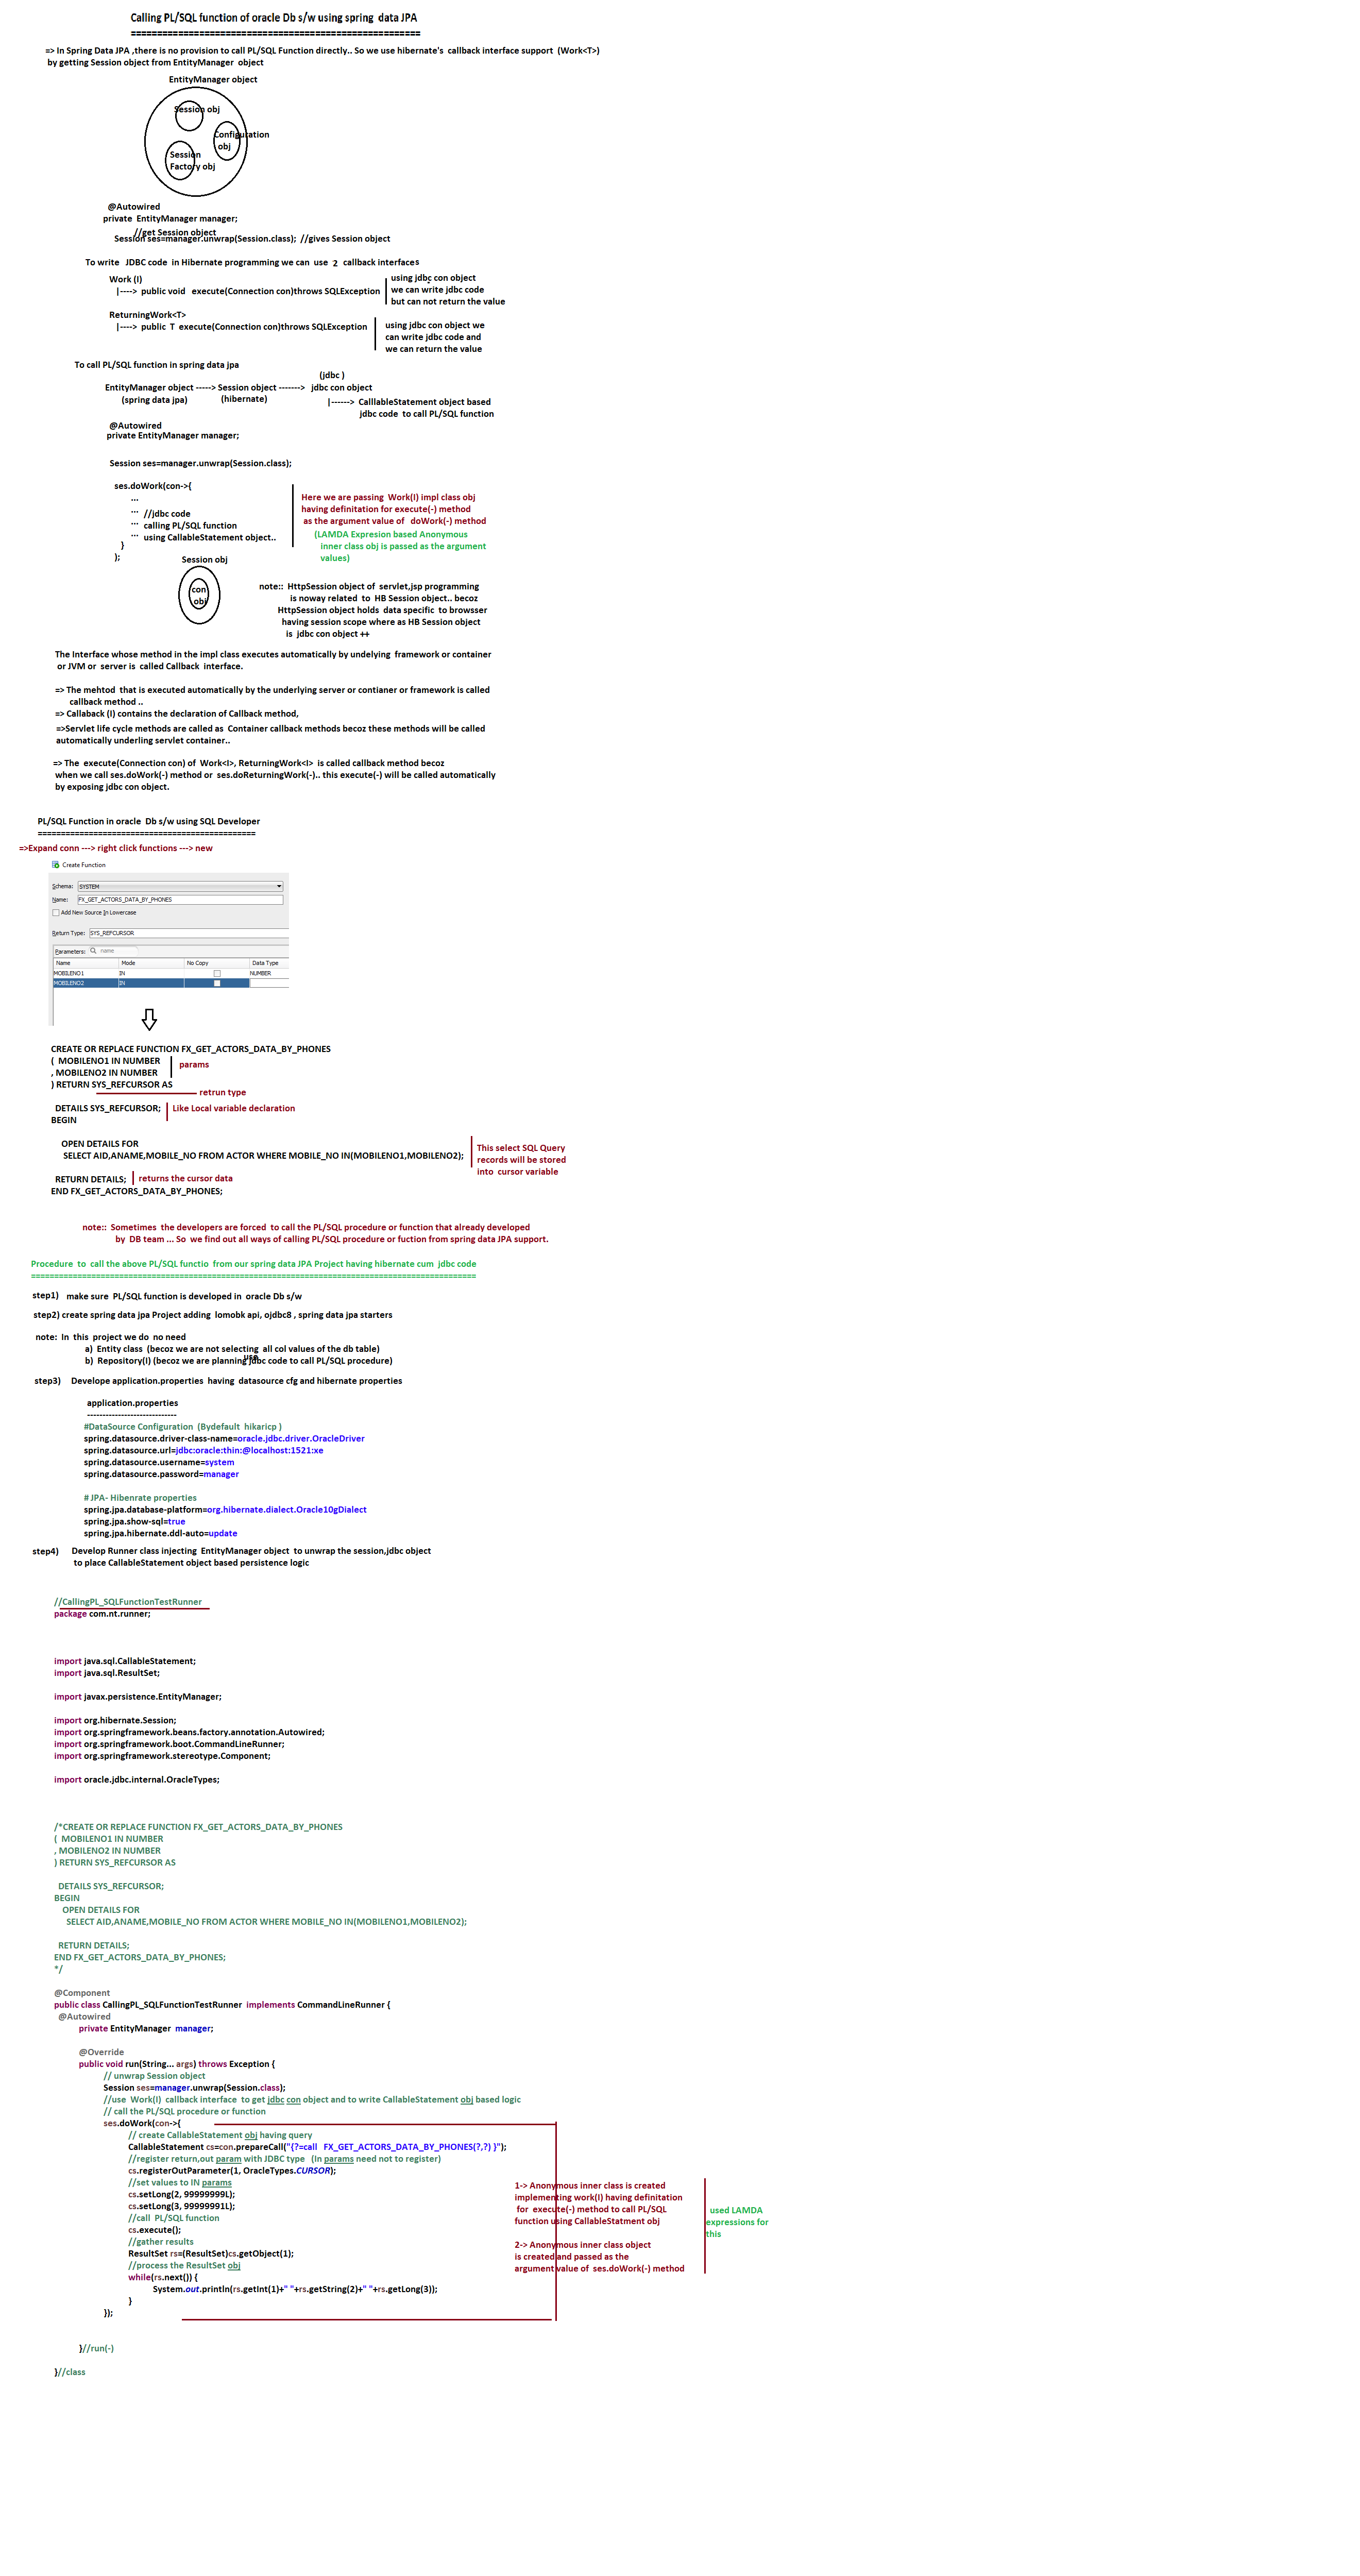 Calling PL/SQL function of oracle Db s/w using spring  data JPA
=======================================================
=> In Spring Data JPA ,there is no provision to call PL/SQL Function directly.. So we use hibernate's  callback interface support  (Work<T>)
by getting Session object from EntityManager  object
EntityManager object
Session obj
Configuration
obj
Session
Factory obj
@Autowired
private  EntityManager manager;
//get Session object
Session ses=manager.unwrap(Session.class);  //gives Session object
To write   JDBC code  in Hibernate programming we can  use  2  callback interfaces
Work (I)
|---->  public void   execute(Connection con)throws SQLException
using jdbc con object
we can write jdbc code
but can not return the value
ReturningWork<T>
|---->  public  T  execute(Connection con)throws SQLException
using jdbc con object we
can write jdbc code and
we can return the value
To call PL/SQL function in spring data jpa
(jdbc )
EntityManager object -----> Session object ------->   jdbc con object
(spring data jpa)
(hibernate)
|------>  CalllableStatement object based
jdbc code  to call PL/SQL function
@Autowired
private EntityManager manager;
Session ses=manager.unwrap(Session.class);
ses.doWork(con->{
...
...  //jdbc code
...  calling PL/SQL function
...  using CallableStatement object..
}
);
Here we are passing  Work(I) impl class obj
having definitation for execute(-) method
as the argument value of   doWork(-) method
(LAMDA Expresion based Anonymous
inner class obj is passed as the argument
values)
Session obj
con
obj
note::  HttpSession object of  servlet,jsp programming
is noway related  to  HB Session object.. becoz
HttpSession object holds  data specific  to browsser
having session scope where as HB Session object
is  jdbc con object ++
The Interface whose method in the impl class executes automatically by undelying  framework or container
or JVM or  server is  called Callback  interface.
=> The mehtod  that is executed automatically by the underlying server or contianer or framework is called
callback method ..
=> Callaback (I) contains the declaration of Callback method,
=>Servlet life cycle methods are called as  Container callback methods becoz these methods will be called
automatically underling servlet container..
=> The  execute(Connection con) of  Work<I>, ReturningWork<I>  is called callback method becoz
when we call ses.doWork(-) method or  ses.doReturningWork(-).. this execute(-) will be called automatically
by exposing jdbc con object.
PL/SQL Function in oracle  Db s/w using SQL Developer
===============================================
=>Expand conn ---> right click functions ---> new
Create Function
Schema: SYSTEM
Name: FX_GET_ACTORS_DATA_BY_PHONES
Add New Source In Lowercase
Return Type: SYS_REFCURSOR
Parameters: name
Name Mode No Copy Data Type
MOBILENO1 IN NUMBER
MOBILENO2 IN
CREATE OR REPLACE FUNCTION FX_GET_ACTORS_DATA_BY_PHONES
(  MOBILENO1 IN NUMBER
, MOBILENO2 IN NUMBER
params
) RETURN SYS_REFCURSOR AS
retrun type
DETAILS SYS_REFCURSOR;
Like Local variable declaration
BEGIN
OPEN DETAILS FOR
SELECT AID,ANAME,MOBILE_NO FROM ACTOR WHERE MOBILE_NO IN(MOBILENO1,MOBILENO2);
This select SQL Query
records will be stored
into  cursor variable
RETURN DETAILS;
returns the cursor data
END FX_GET_ACTORS_DATA_BY_PHONES;
note::  Sometimes  the developers are forced  to call the PL/SQL procedure or function that already developed
by  DB team ... So  we find out all ways of calling PL/SQL procedure or fuction from spring data JPA support.
Procedure  to  call the above PL/SQL functio  from our spring data JPA Project having hibernate cum  jdbc code
================================================================================================
step1)   make sure  PL/SQL function is developed in  oracle Db s/w
step2) create spring data jpa Project adding  lomobk api, ojdbc8 , spring data jpa starters
note:  In  this  project we do  no need
a)  Entity class  (becoz we are not selecting  all col values of the db table)
use
b)  Repository(I) (becoz we are planning jdbc code to call PL/SQL procedure)
step3)    Develope application.properties  having  datasource cfg and hibernate properties
application.properties
----------------------------
#DataSource Configuration  (Bydefault  hikaricp )
spring.datasource.driver-class-name=oracle.jdbc.driver.OracleDriver
spring.datasource.url=jdbc:oracle:thin:@localhost:1521:xe
spring.datasource.username=system
spring.datasource.password=manager
# JPA- Hibenrate properties
spring.jpa.database-platform=org.hibernate.dialect.Oracle10gDialect
spring.jpa.show-sql=true
spring.jpa.hibernate.ddl-auto=update
step4)     Develop Runner class injecting  EntityManager object  to unwrap the session,jdbc object
to place CallableStatement object based persistence logic
//CallingPL_SQLFunctionTestRunner
package com.nt.runner;
import java.sql.CallableStatement;
import java.sql.ResultSet;
import javax.persistence.EntityManager;
import org.hibernate.Session;
import org.springframework.beans.factory.annotation.Autowired;
import org.springframework.boot.CommandLineRunner;
import org.springframework.stereotype.Component;
import oracle.jdbc.internal.OracleTypes;
/*CREATE OR REPLACE FUNCTION FX_GET_ACTORS_DATA_BY_PHONES
(  MOBILENO1 IN NUMBER
, MOBILENO2 IN NUMBER
) RETURN SYS_REFCURSOR AS
DETAILS SYS_REFCURSOR;
BEGIN
OPEN DETAILS FOR
SELECT AID,ANAME,MOBILE_NO FROM ACTOR WHERE MOBILE_NO IN(MOBILENO1,MOBILENO2);
RETURN DETAILS;
END FX_GET_ACTORS_DATA_BY_PHONES;
*/
@Component
public class CallingPL_SQLFunctionTestRunner  implements CommandLineRunner {
@Autowired
private EntityManager  manager;
@Override
public void run(String... args) throws Exception {
// unwrap Session object
Session ses=manager.unwrap(Session.class);
//use  Work(I)  callback interface  to get jdbc con object and to write CallableStatement obj based logic
// call the PL/SQL procedure or function
ses.doWork(con->{
// create CallableStatement obj having query
CallableStatement cs=con.prepareCall("{?=call   FX_GET_ACTORS_DATA_BY_PHONES(?,?) }");
//register return,out param with JDBC type   (In params need not to register)
cs.registerOutParameter(1, OracleTypes.CURSOR);
//set values to IN params
cs.setLong(2, 99999999L);
cs.setLong(3, 99999991L);
//call  PL/SQL function
cs.execute();
//gather results
ResultSet rs=(ResultSet)cs.getObject(1);
//process the ResultSet obj
while(rs.next()) {
System.out.println(rs.getInt(1)+" "+rs.getString(2)+" "+rs.getLong(3));
}
});
1-> Anonymous inner class is created
implementing work(I) having definitation
for  execute(-) method to call PL/SQL
function using CallableStatment obj
2-> Anonymous inner class object
is created and passed as the
argument value of  ses.doWork(-) method
used LAMDA
expressions for
this
}//run(-)
}//class